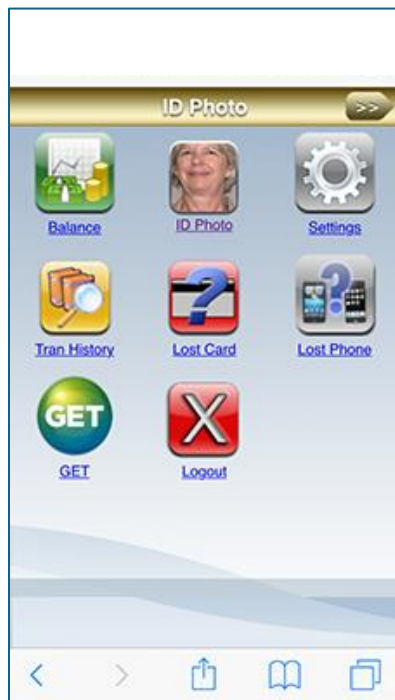 ID Photo
>>
Balance
ID Photo
Settings
Tran History
Lost Card
Lost Phone
GET
GET
Logout